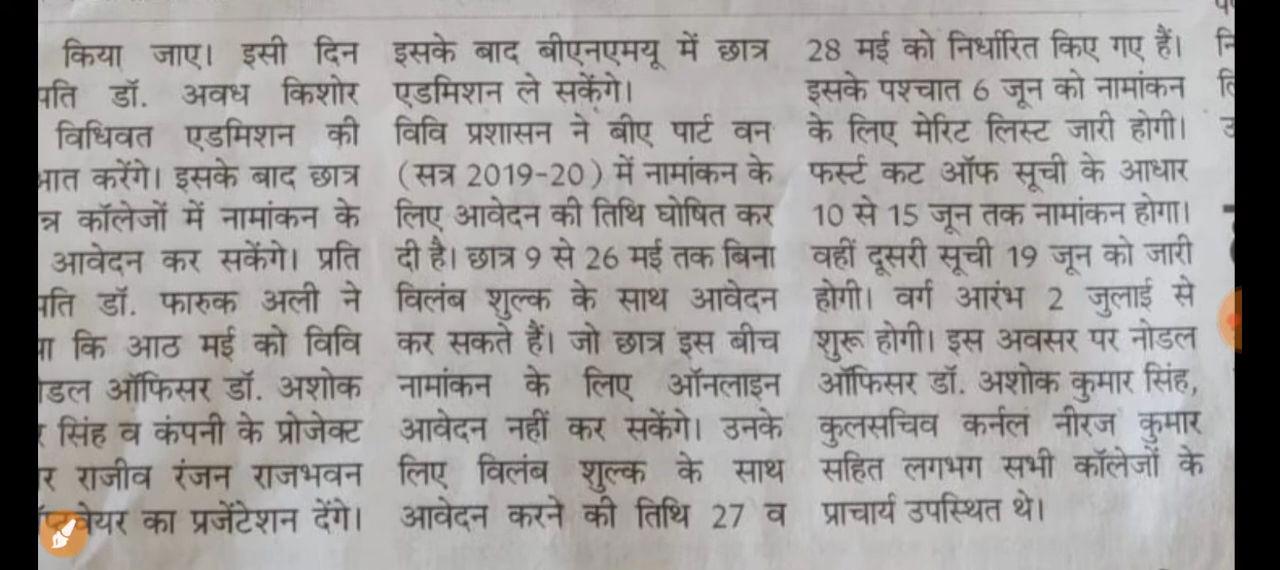 किया जाए। इसी दिन
डॉ. अवध किशोर
विधिवत एडमिशन की
करेंगे। इसके बाद छात्र
कॉलेजों में नामांकन के
आवेदन कर सकेंगे। प्रति
डॉ. फारुक अली ने
कि आठ मई को विवि
ऑफिसर डॉ. अशोक
सिंह व कंपनी के प्रोजेक्ट
राजीव रंजन राजभवन
का प्रजेंटेशन देंगे।
इसके बाद बीएनएमयू में छात्र
एडमिशन ले सकेंगे।
विवि प्रशासन ने बीए पार्ट वन
(सत्र 2019-20) में नामांकन के
लिए आवेदन की तिथि घोषित कर
दी है। छात्र 9 से 26 मई तक बिना
विलंब शुल्क के साथ आवेदन
कर सकते हैं। जो छात्र इस बीच
नामांकन के लिए ऑनलाइन
आवेदन नहीं कर सकेंगे। उनके
लिए विलंब शुल्क के साथ
आवेदन करने की तिथि 27 व
28 मई को निर्धारित किए गए हैं।
इसके पश्चात 6 जून को नामांकन
के लिए मेरिट लिस्ट जारी होगी।
फर्स्ट कट ऑफ सूची के आधार
10 से 15 जून तक नामांकन होगा।
वहीं दूसरी सूची 19 जून को जारी
होगी। वर्ग आरंभ 2 जुलाई से
शुरू होगी। इस अवसर पर नोडल
ऑफिसर डॉ. अशोक कुमार सिंह,
कुलसचिव कर्नल नीरज कुमार
सहित लगभग सभी कॉलेजों के
प्राचार्य उपस्थित थे।